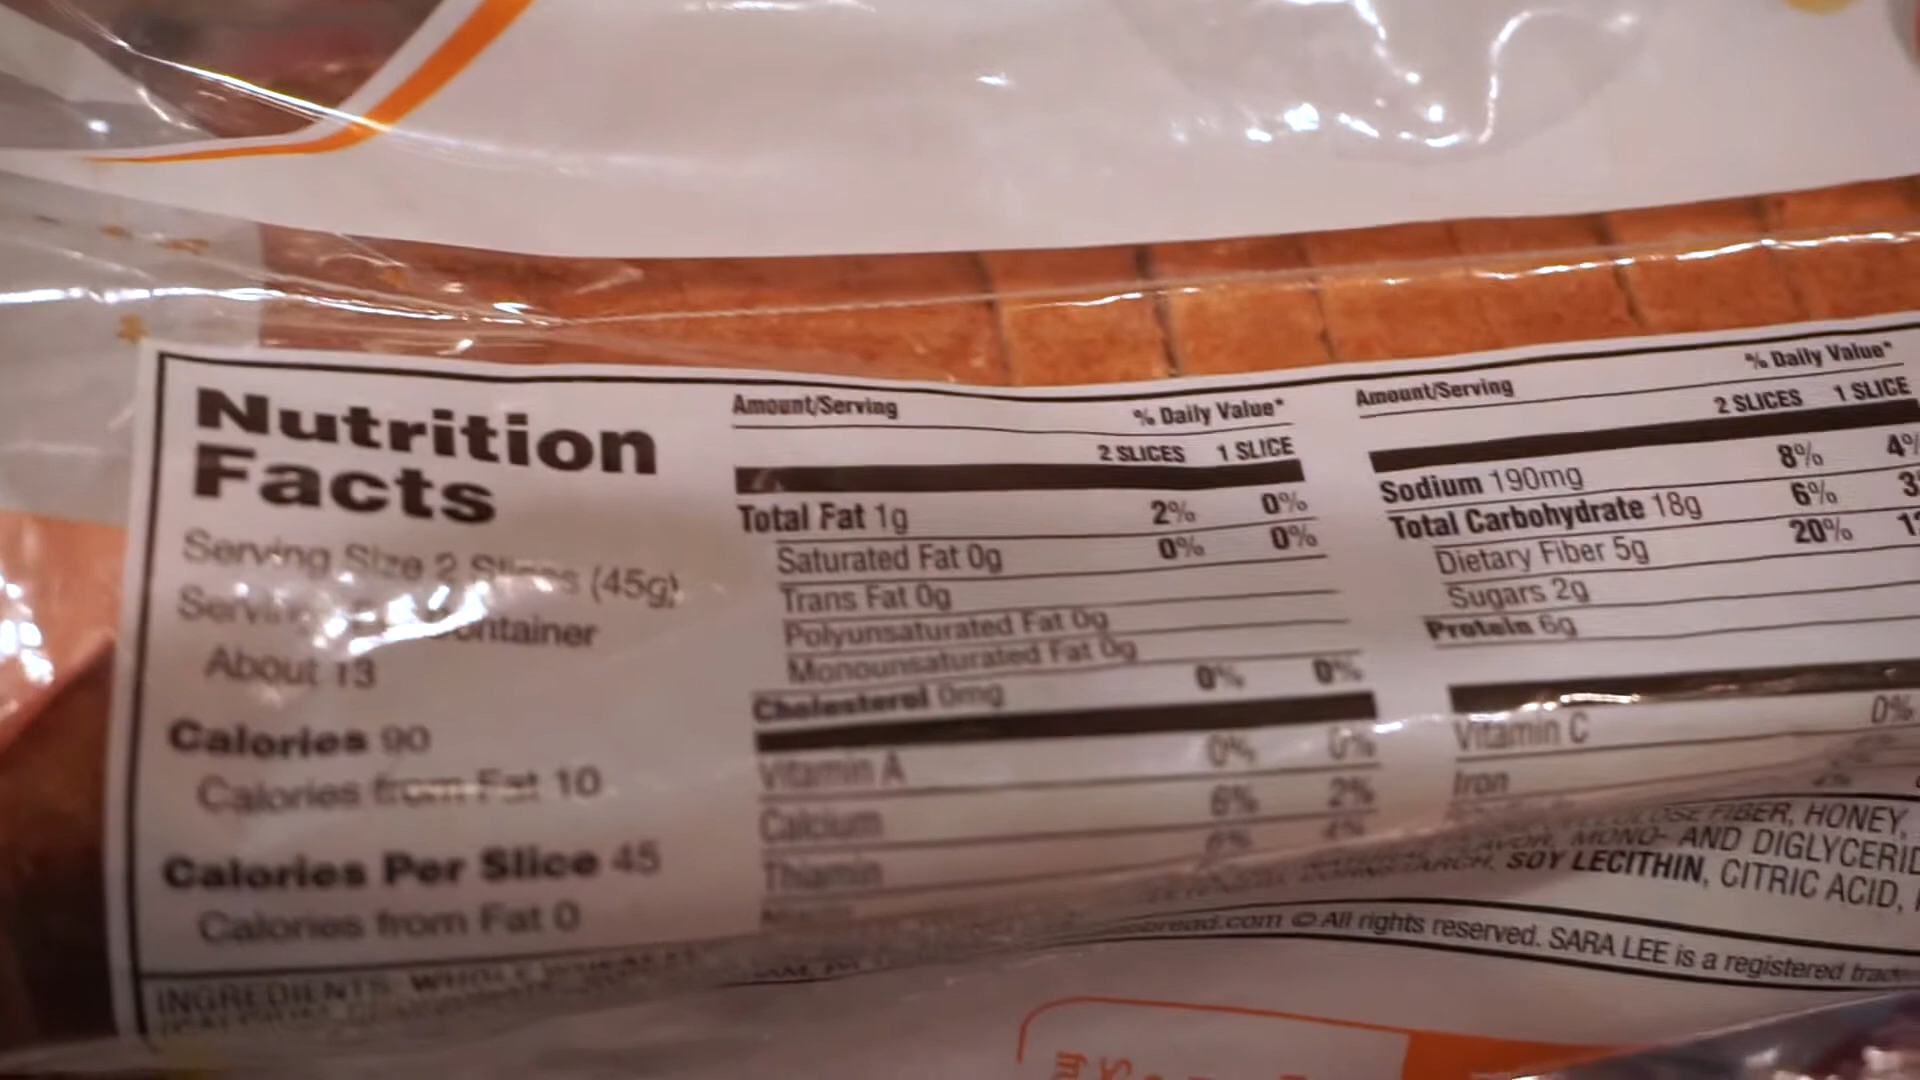 Nutrition
Facts
Serving Size 2 Slices (45g)
Container
About 13
Calories 90
Calories from Fat 10
Calories Per Slice 45
Calories from Fat 0
Amount/Serving % Daily Value*
2 SLICES 1 SLICE
Total Fat 1g 2% 0%
Saturated Fat 0g 0% 0%
Trans Fat 0g
Polyunsaturated Fat 0g
Monounsaturated Fat 0g
Cholesterol 0mg 0% 0%
Vitamin A 0% 0%
Calcium 6% 2%
Thiamin 6% 4%
Amount/Serving % Daily Value*
2 SLICES 1 SLICE
Sodium 190mg 8% 4%
Total Carbohydrate 18g 6%
Dietary Fiber 5g 20%
Sugars 2g
Protein 6g
Vitamin C 0%
Iron
INGREDIENTS: WHOLE
FIBER, HONEY,
MONO- AND
SOY LECITHIN, CITRIC ACID,
© All rights reserved. SARA LEE is a registered